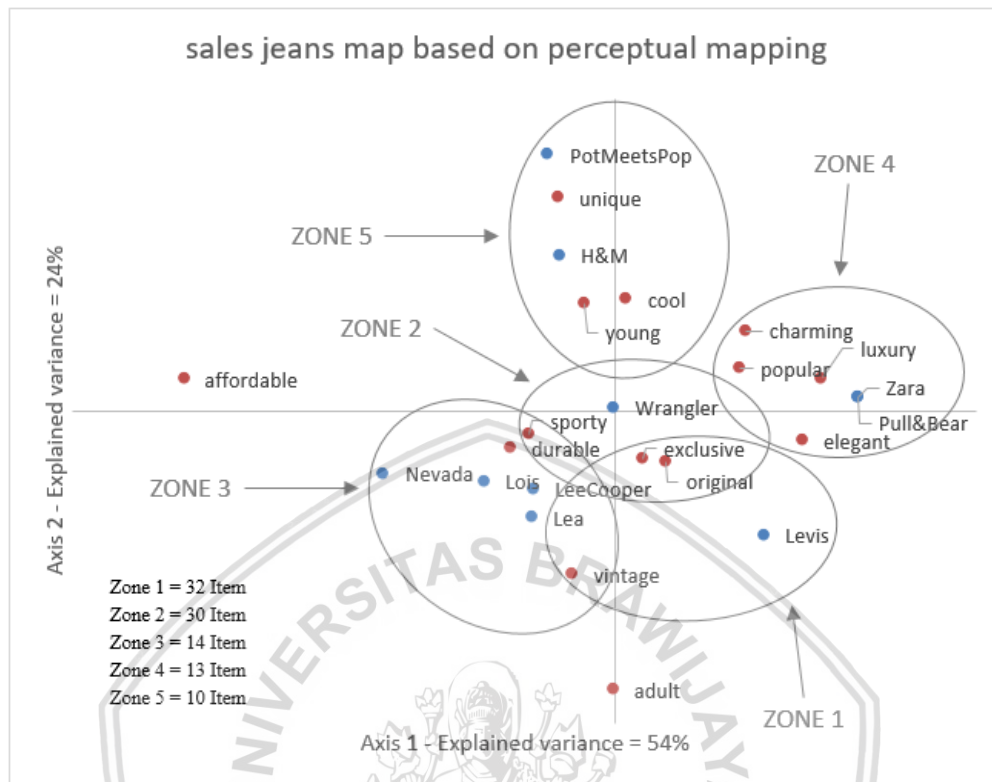 sales jeans map based on perceptual mapping
PotMeetsPop
ZONE 4
unique
ZONE 5
H&M
cool
ZONE 2
young
charming
luxury
popular
affordable
Zara
Wrangler
Pull&Bear
sporty
elegant
durable
exclusive
Nevada
Lois
original
ZONE 3
LeeCooper
Lea
Levis
vintage
Axis 2 - Explained variance = 24%
Zone 1 = 32 Item
Zone 2 = 30 Item
Zone 3 = 14 Item
Zone 4 = 13 Item
Zone 5 = 10 Item
adult
ZONE 1
Axis 1 - Explained variance = 54%
UNIVERSITAS BRAWIJAY